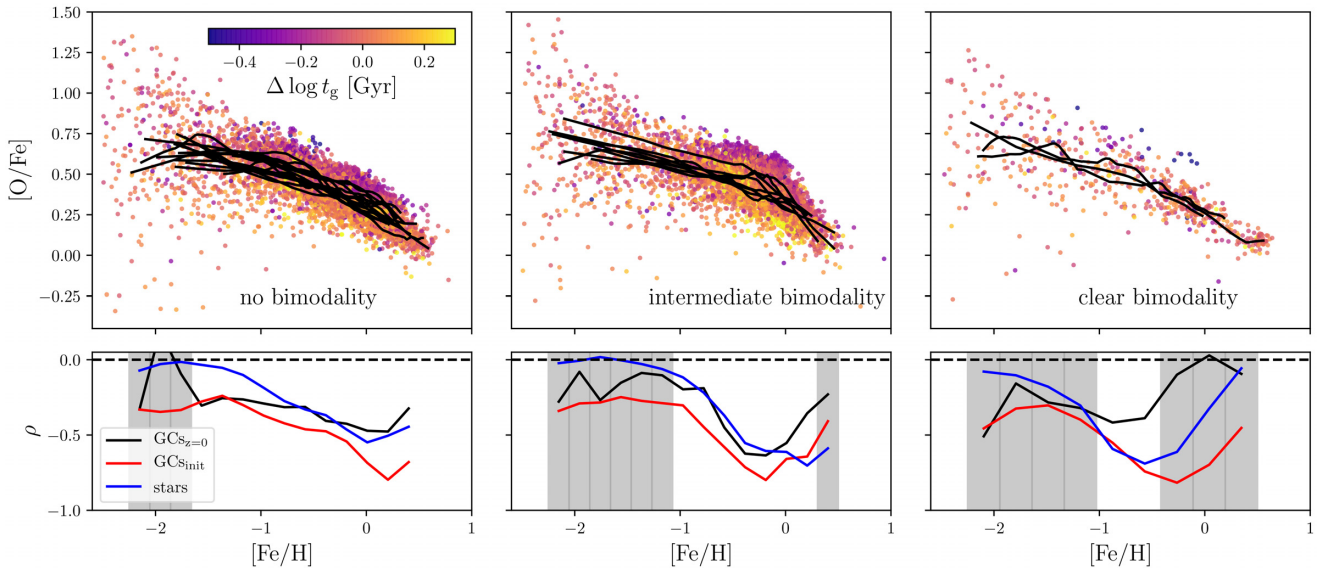 1.50
1.25
1.00
0.75
0.50
0.25
0.00
−0.25
[O/Fe]
−0.4 −0.2 0.0 0.2
Δ log t_g [Gyr]
no bimodality
intermediate bimodality
clear bimodality
0.0
−0.5
−1.0
ρ
GCs_z=0
GCs_init
stars
−2 −1 0 1
−2 −1 0 1
−2 −1 0 1
[Fe/H]
[Fe/H]
[Fe/H]